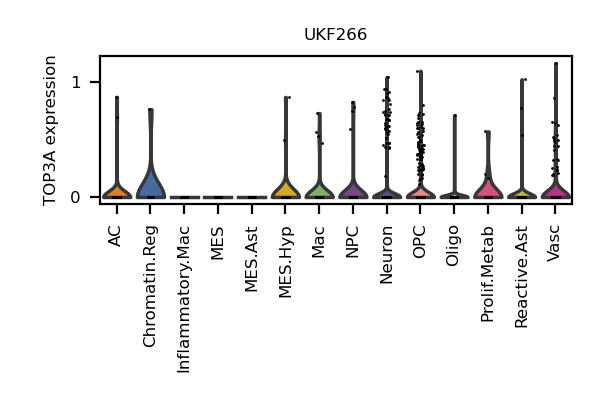 UKF266
TOP3A expression
1
0
AC
Chromatin.Reg
Inflammatory.Mac
MES
MES.Ast
MES.Hyp
Mac
NPC
Neuron
OPC
Oligo
Prolif.Metab
Reactive.Ast
Vasc